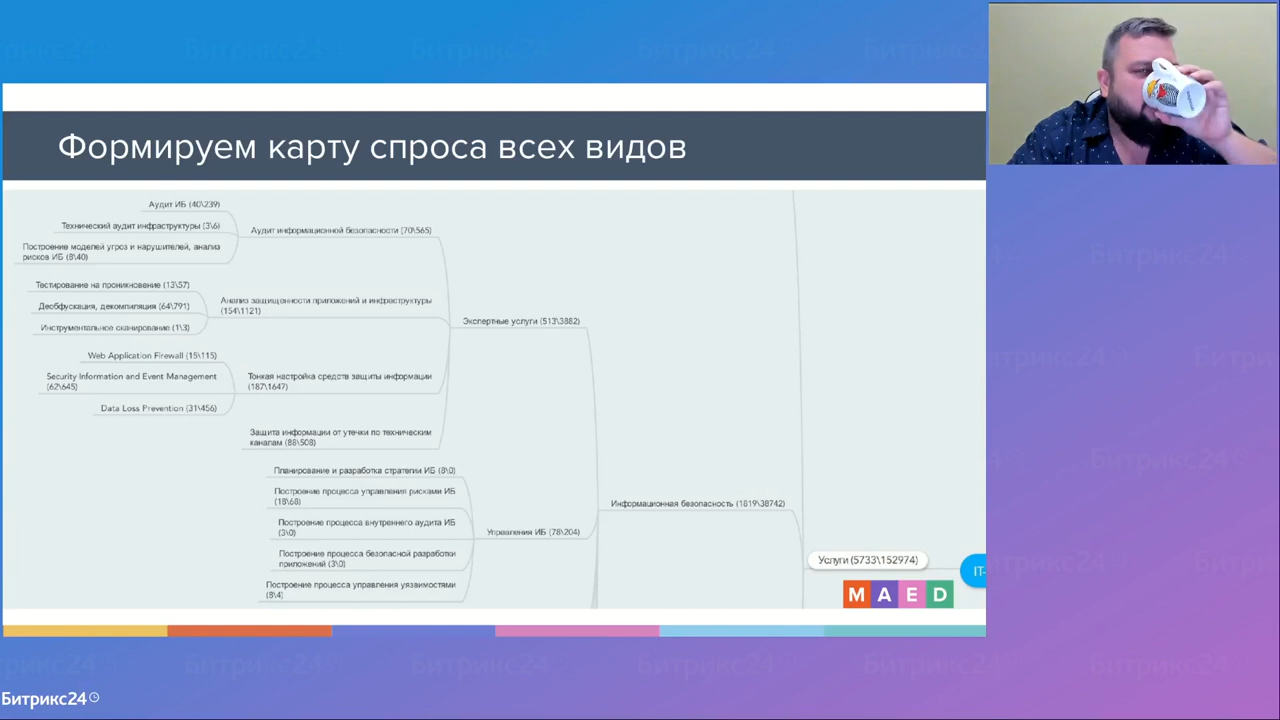 Формируем карту спроса всех видов
Аудит ИБ (40\239)
Технический аудит инфраструктуры (3\6)
Построение моделей угроз и нарушителей, анализ
рисков ИБ (8\40)
Аудит информационной безопасности (70\565)
Тестирование на проникновение (13\57)
Деобфускация, декомпиляция (64\791)
Инструментальное сканирование (1\3)
Анализ защищенности приложений и инфраструктуры
(154\1121)
Экспертные услуги (513\3882)
Web Application Firewall (15\115)
Security Information and Event Management
(62\645)
Data Loss Prevention (31\456)
Тонкая настройка средств защиты информации
(187\1647)
Защита информации от утечки по техническим
каналам (88\508)
Планирование и разработка стратегии ИБ (8\0)
Построение процесса управления рисками ИБ
(18\68)
Построение процесса внутреннего аудита ИБ
(3\0)
Построение процесса безопасной разработки
приложений (3\0)
Построение процесса управления уязвимостями
(8\4)
Управления ИБ (78\204)
Информационная безопасность (1819\38742)
Услуги (5733\152974)
IT-
MAED
Битрикс24